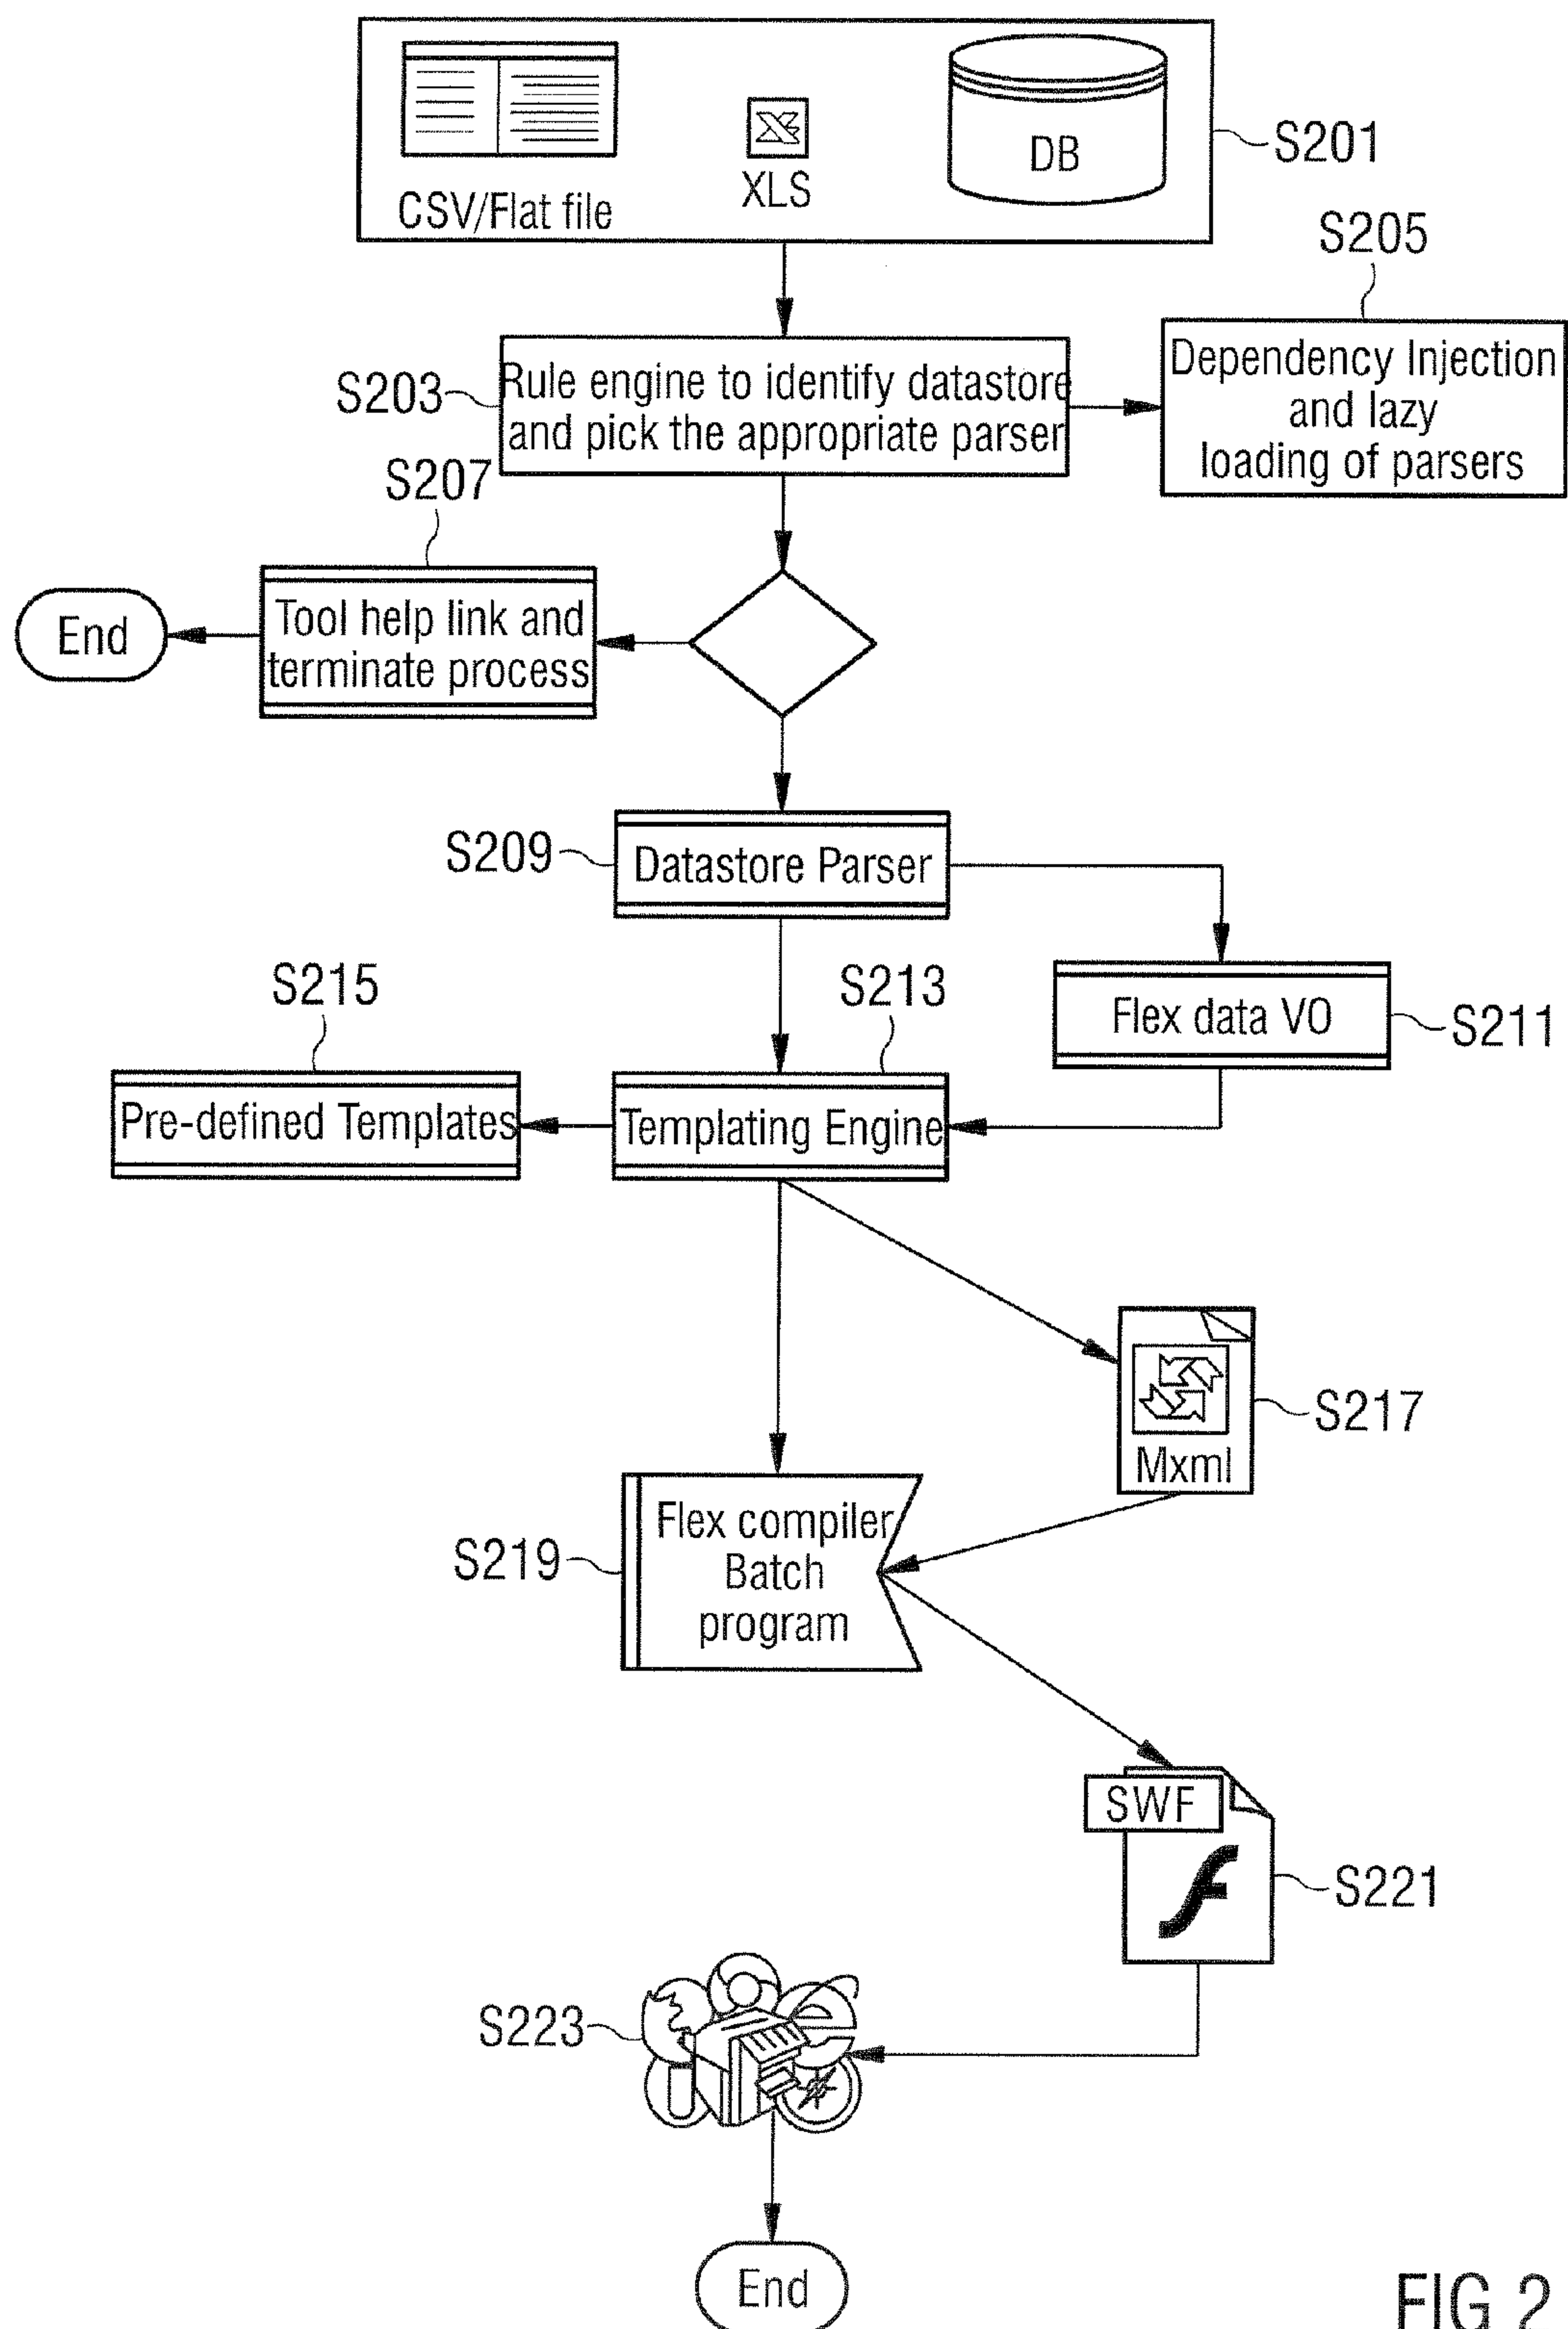 CSV/Flat file
XLS
DB
S201
S205
S203
Rule engine to identify datastore
and pick the appropriate parser
Dependency Injection
and lazy
loading of parsers
S207
End
Tool help link and
terminate process
S209
Datastore Parser
S215
S213
Flex data VO
S211
Pre-defined Templates
Templating Engine
Mxml
S217
S219
Flex compiler
Batch
program
SWF
S221
S223
End
FIG 2